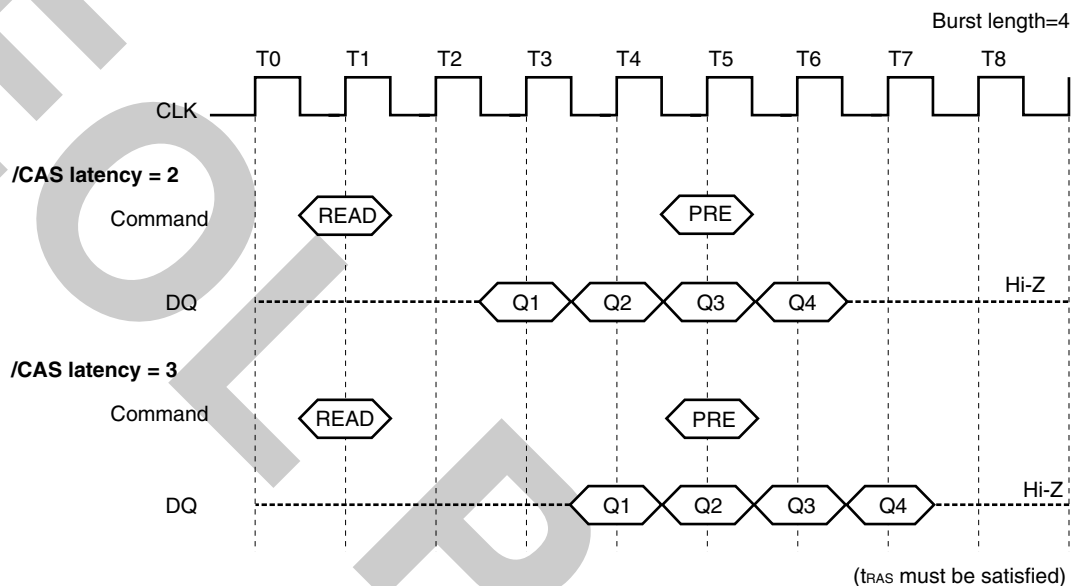 Burst length=4
T0 T1 T2 T3 T4 T5 T6 T7 T8
CLK
/CAS latency = 2
Command READ PRE
DQ Q1 Q2 Q3 Q4 Hi-Z
/CAS latency = 3
Command READ PRE
DQ Q1 Q2 Q3 Q4 Hi-Z
(tRAS must be satisfied)